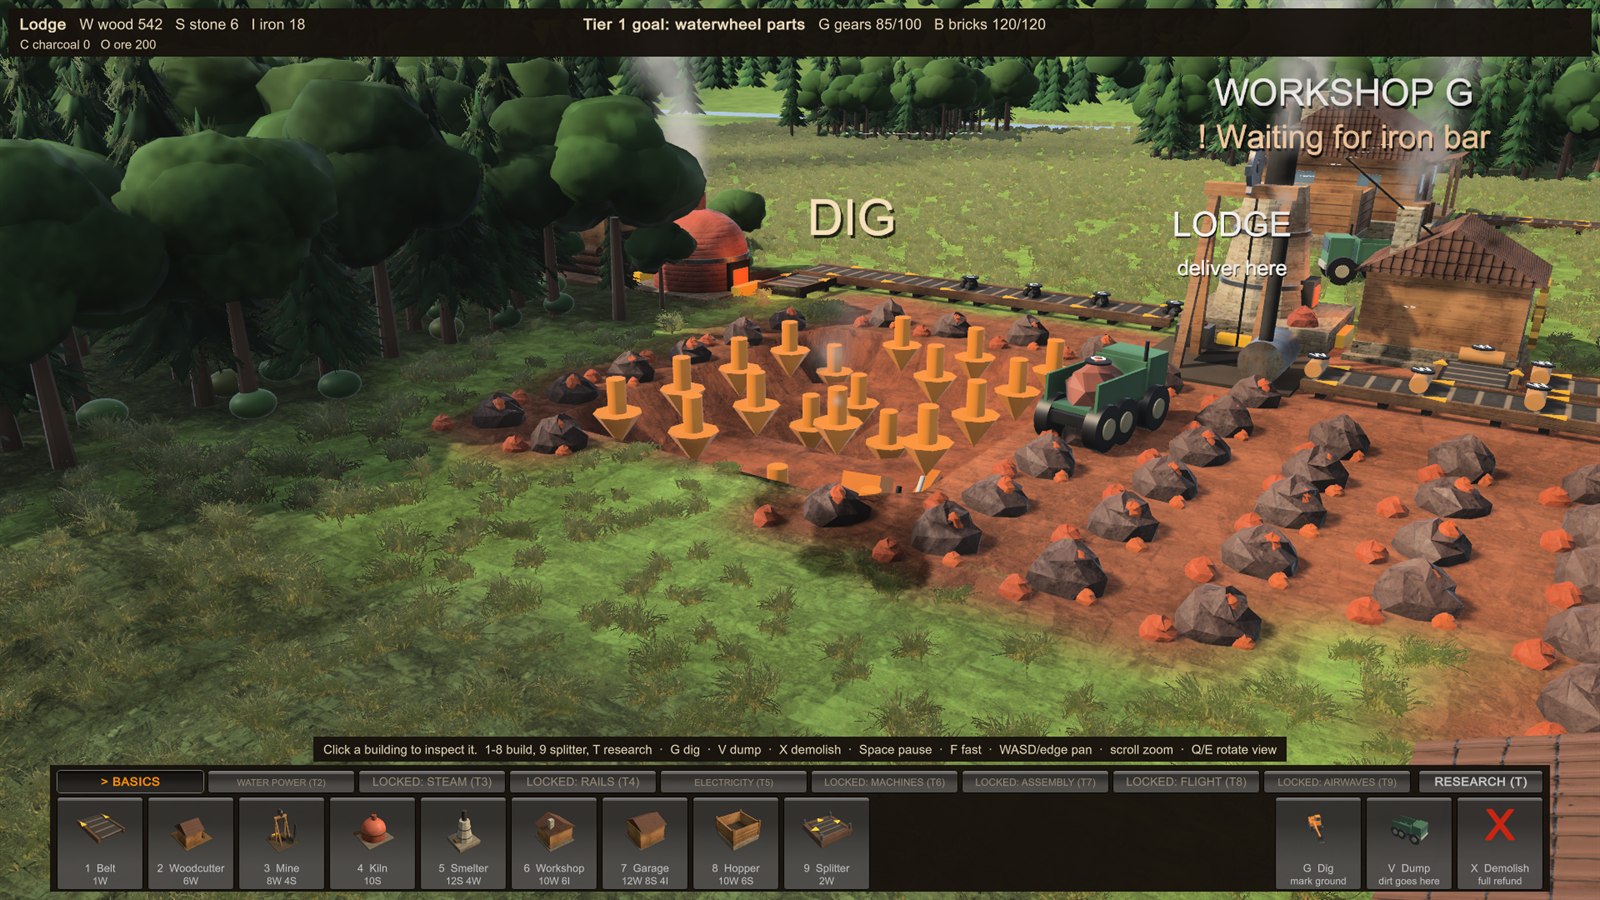 Lodge W wood 542 S stone 6 I iron 18
C charcoal 0 O ore 200
Tier 1 goal: waterwheel parts G gears 85/100 B bricks 120/120
WORKSHOP G
! Waiting for iron bar
DIG
LODGE
deliver here
Click a building to inspect it. 1-8 build, 9 splitter, T research · G dig · V dump · X demolish · Space pause · F fast · WASD/edge pan · scroll zoom · Q/E rotate view
> BASICS
WATER POWER (T2)
LOCKED: STEAM (T3)
LOCKED: RAILS (T4)
ELECTRICITY (T5)
LOCKED: MACHINES (T6)
LOCKED: ASSEMBLY (T7)
LOCKED: FLIGHT (T8)
LOCKED: AIRWAVES (T9)
RESEARCH (T)
1 Belt
1W
2 Woodcutter
6W
3 Mine
8W 4S
4 Kiln
10S
5 Smelter
12S 4W
6 Workshop
10W 6I
7 Garage
12W 8S 4I
8 Hopper
10W 6S
9 Splitter
2W
G Dig
mark ground
V Dump
dirt goes here
X Demolish
full refund